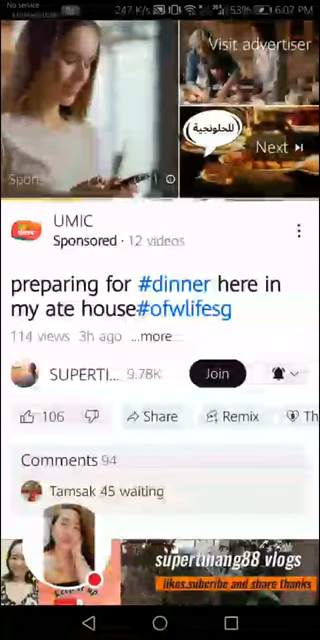 No service
247 K/s
53%
6:07 PM
Visit advertiser
للحلونجية
Next
UMIC
Sponsored · 12 videos
preparing for #dinner here in
my ate house#ofwlifesg
114 views 3h ago ...more
SUPERTI... 9.78K
Join
106
Share
Remix
Th
Comments 94
Tamsak 45 waiting
supertinang88 vlogs
likes.subcribe and share thanks